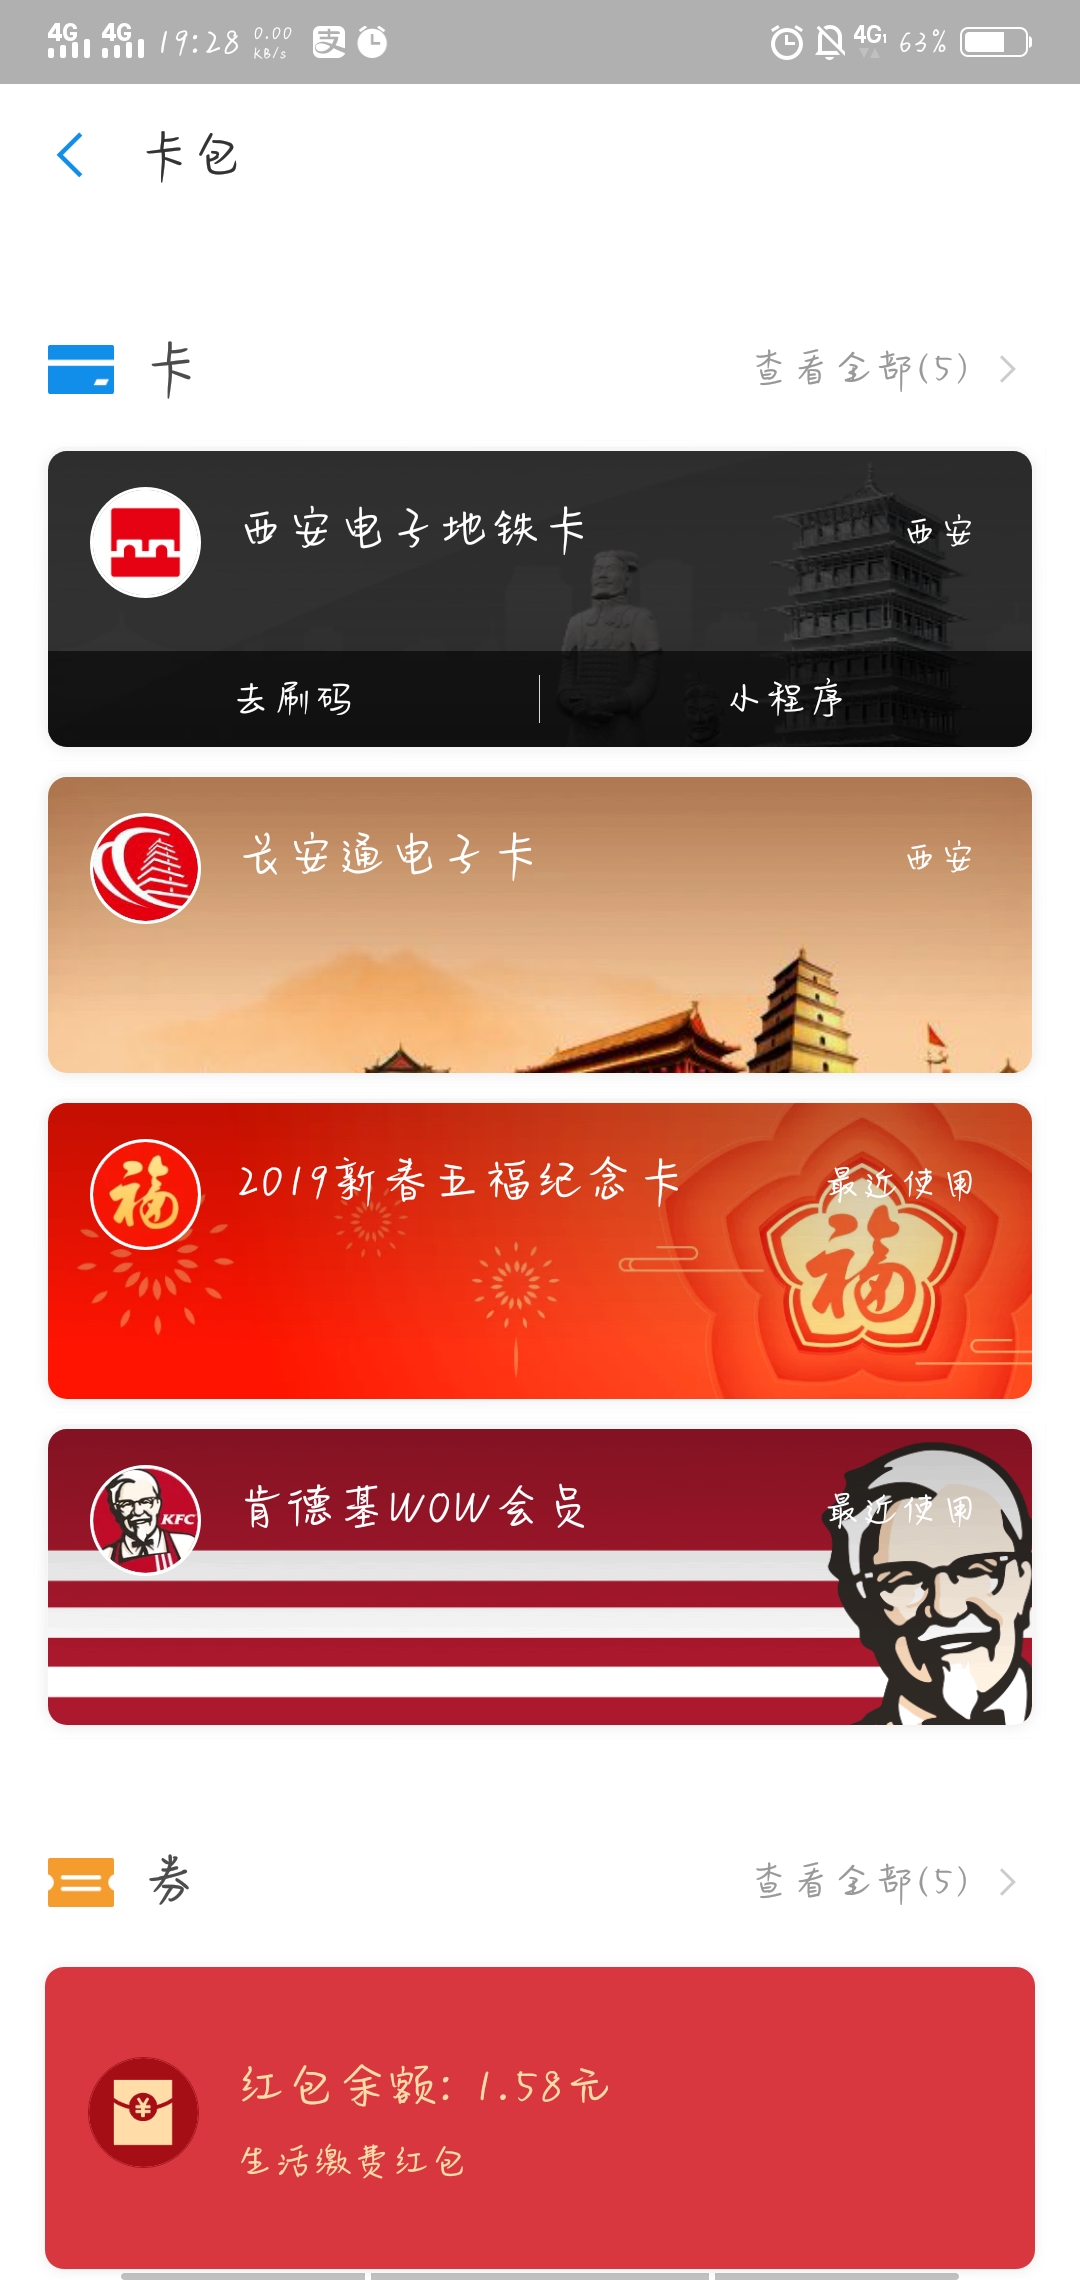 4G 4G 19:28 0.00 KB/s 支 4G 63%
卡包
卡 查看全部(5)
西安电子地铁卡 西安
去刷码 小程序
长安通电子卡 西安
福 2019新春五福纪念卡 最近使用
福
肯德基WOW会员 最近使用
KFC
券 查看全部(5)
红包余额: 1.58元
¥
生活缴费红包